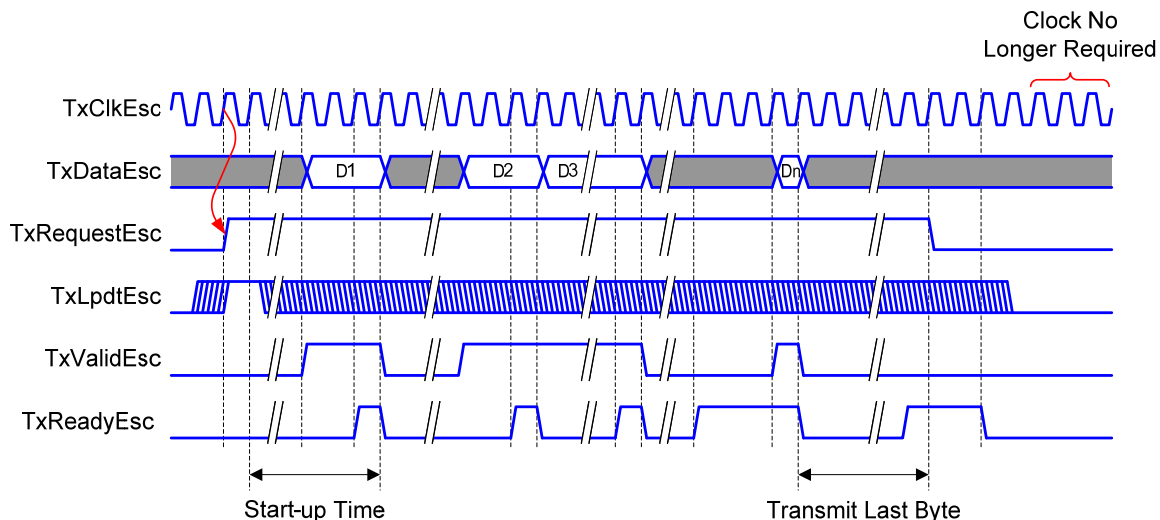 Clock No
Longer Required
TxClkEsc
TxDataEsc
D1
D2
D3
Dn
TxRequestEsc
TxLpdtEsc
TxValidEsc
TxReadyEsc
Start-up Time
Transmit Last Byte